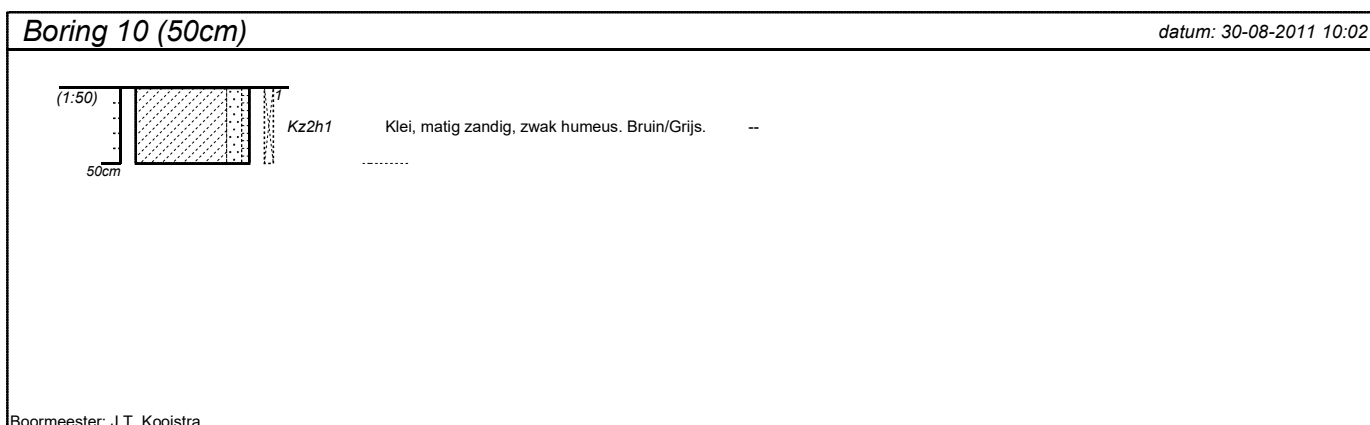 Boring 10 (50cm)
datum: 30-08-2011 10:02
(1:50)
1
Kz2h1 Klei, matig zandig, zwak humeus. Bruin/Grijs. --
50cm
Boormeester: J.T. Kooistra